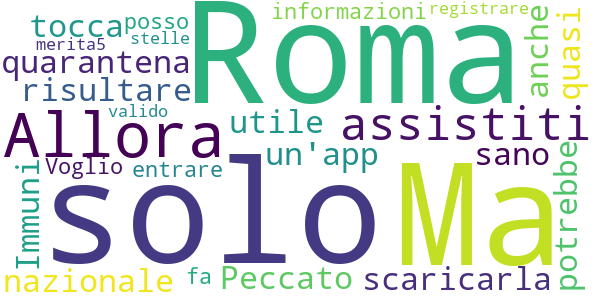 informazioni registrare
tocca posso
merita5 stelle
quarantena
risultare
Roma
anche
quasi
valido
Allora
utile
assistiti
Voglio entrare
un'app
sano
Immuni
solo
Ma
potrebbe
nazionale
fa
Peccato
scaricarla